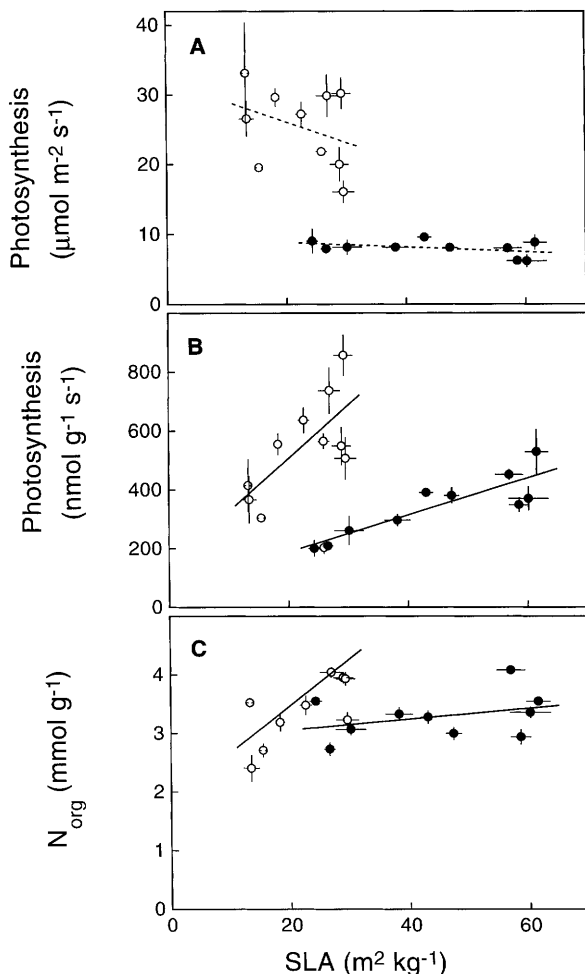 A
Photosynthesis
(μmol m-2 s-1)
40
30
20
10
0
B
Photosynthesis
(nmol g-1 s-1)
800
600
400
200
0
C
Norg (mmol g-1)
4
3
2
1
0
0 20 40 60
SLA (m2 kg-1)